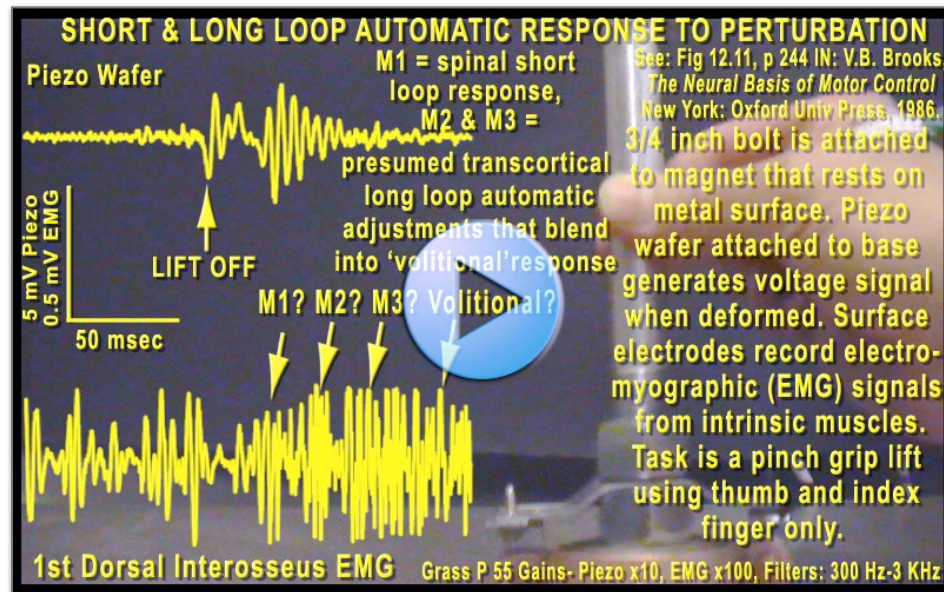 SHORT & LONG LOOP AUTOMATIC RESPONSE TO PERTURBATION
Piezo Wafer
M1 = spinal short
loop response,
M2 & M3 =
presumed transcortical
long loop automatic
adjustments that blend
into ‘volitional’response
See: Fig 12.11, p 244 IN: V.B. Brooks,
The Neural Basis of Motor Control
New York: Oxford Univ Press, 1986.
3/4 inch bolt is attached
to magnet that rests on
metal surface. Piezo
wafer attached to base
generates voltage signal
when deformed. Surface
electrodes record electro-
myographic (EMG) signals
from intrinsic muscles.
Task is a pinch grip lift
using thumb and index
finger only.
LIFT OFF
5 mV Piezo
0.5 mV EMG
50 msec
M1? M2? M3? Volitional?
1st Dorsal Interosseus EMG
Grass P 55 Gains- Piezo x10, EMG x100, Filters: 300 Hz-3 KHz